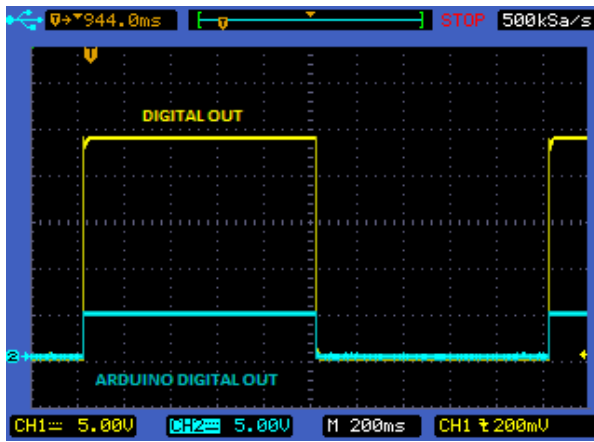 944.0ms
STOP
500kSa/s
DIGITAL OUT
2
ARDUINO DIGITAL OUT
CH1 5.00V
CH2 5.00V
M 200ms
CH1 200mV